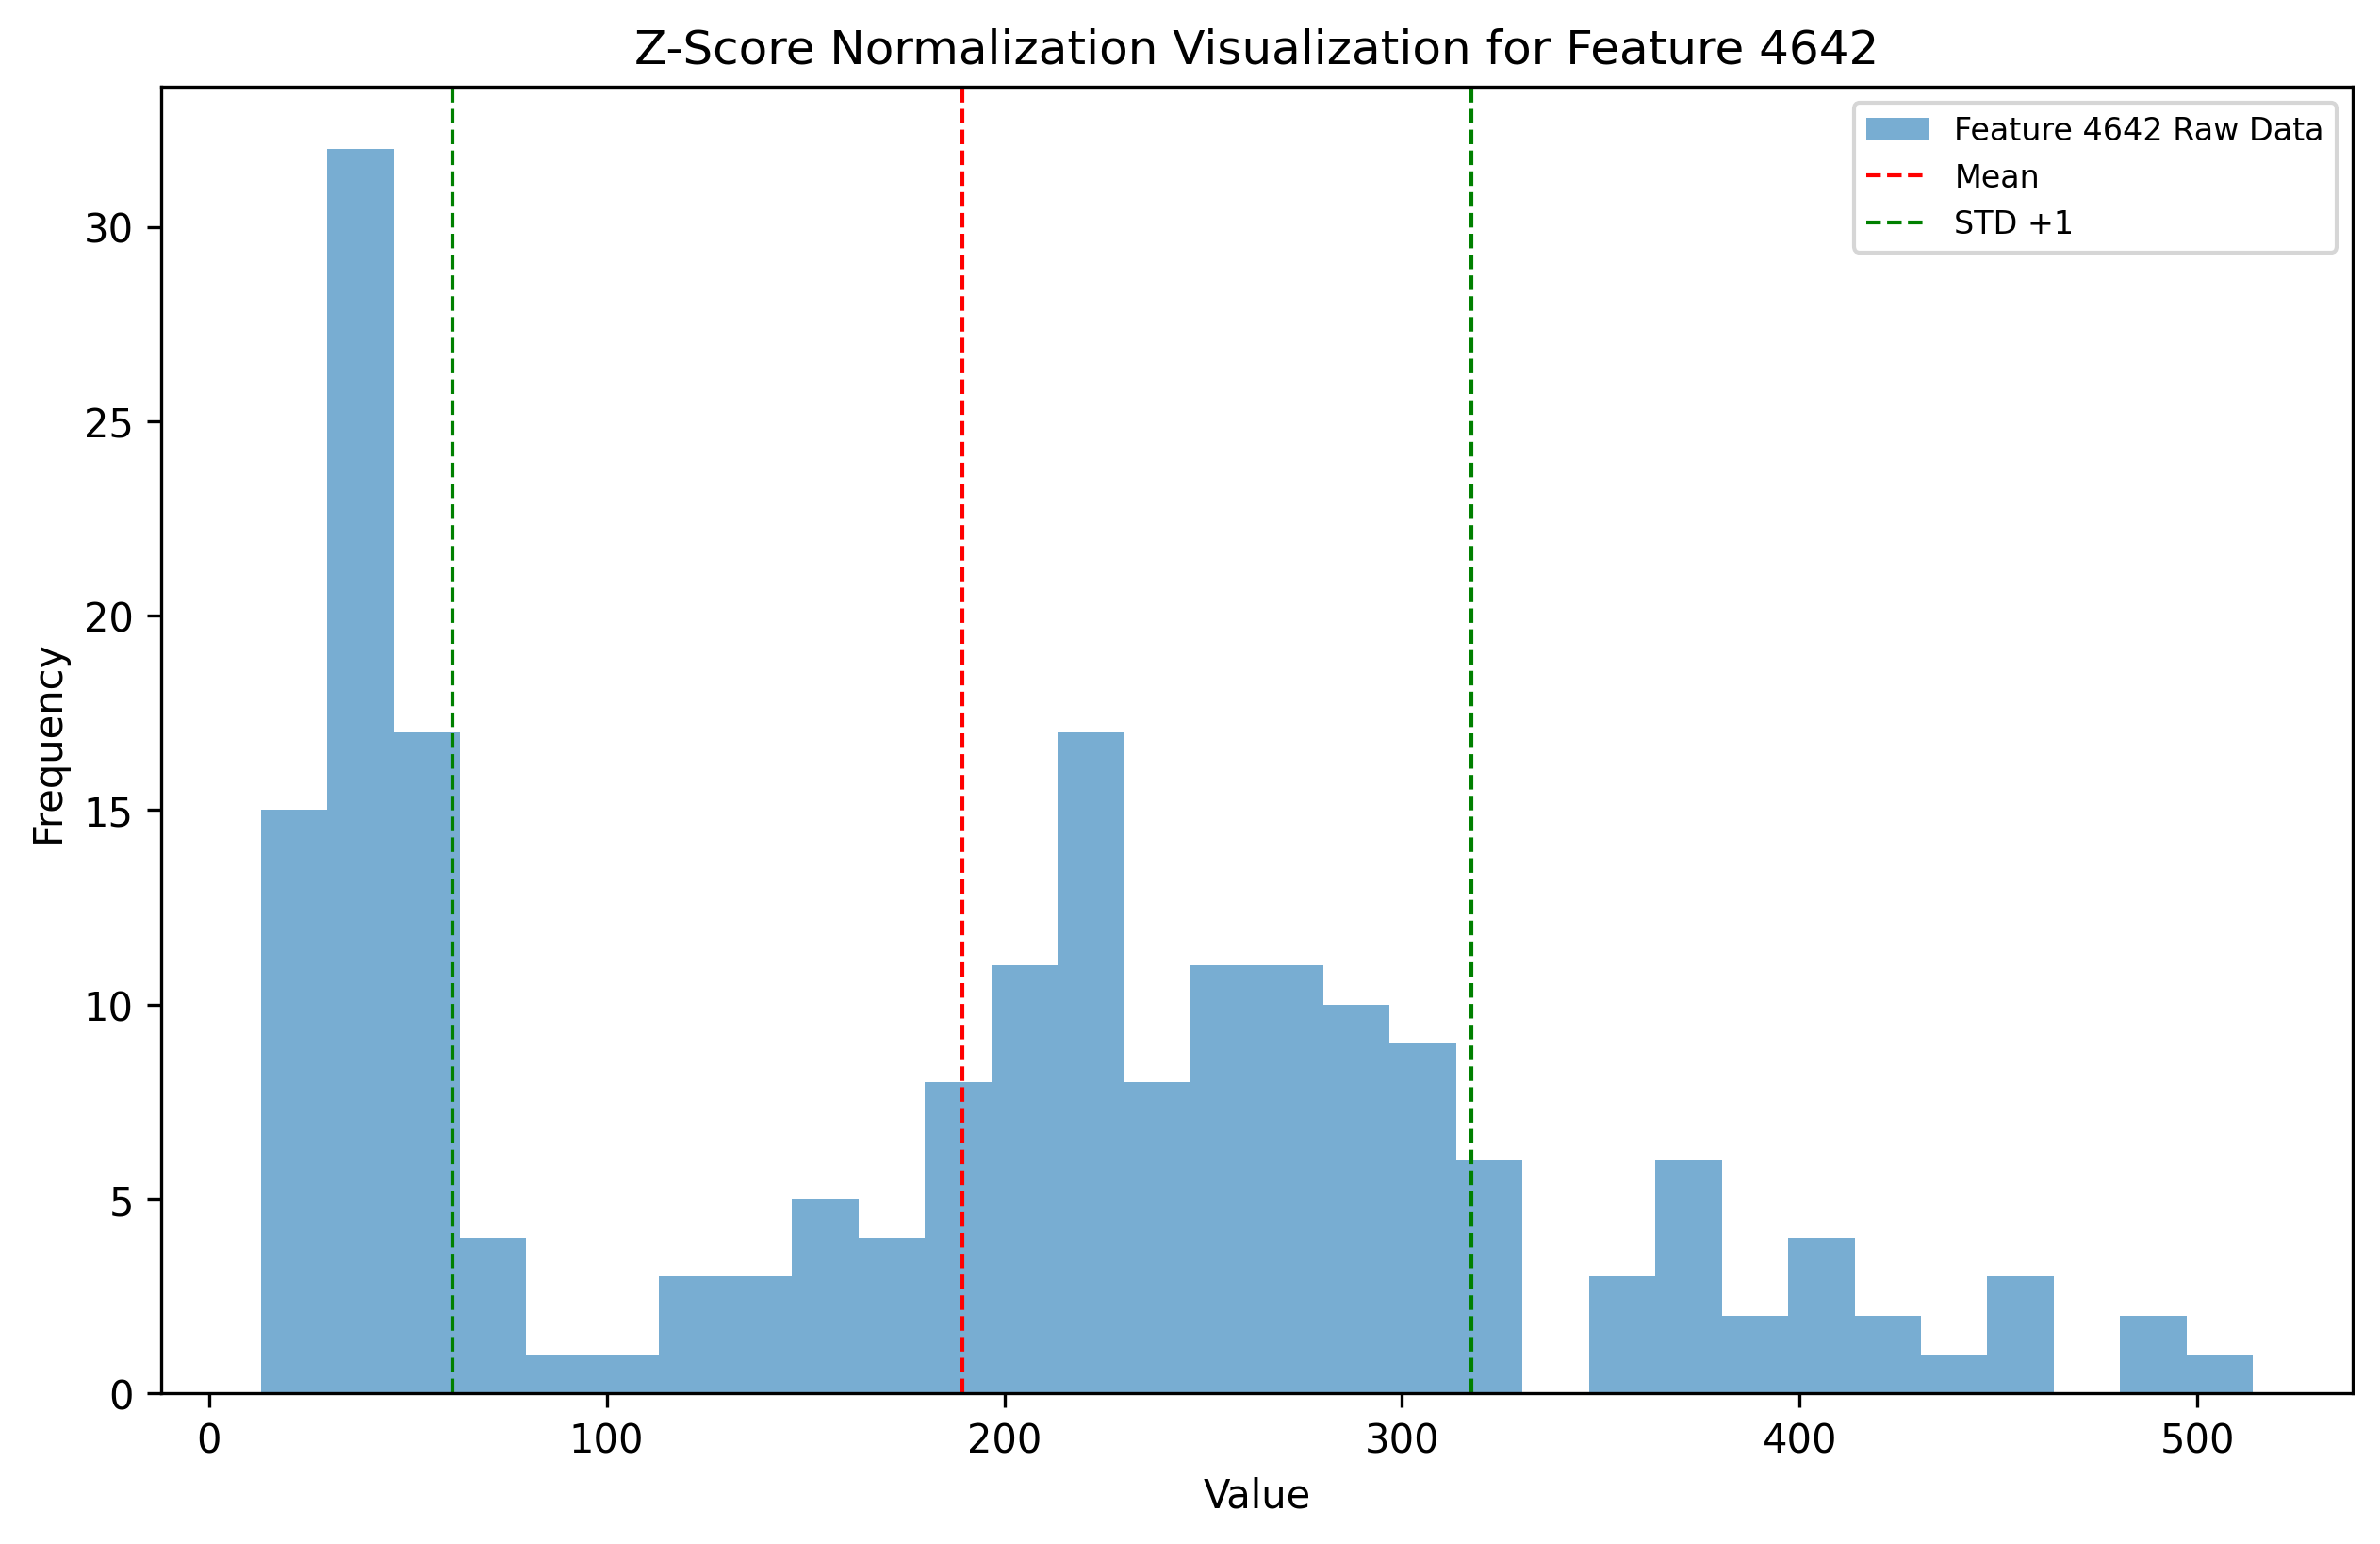 Z-Score Normalization Visualization for Feature 4642
Feature 4642 Raw Data
Mean
STD +1
30
25
20
15
10
5
0
Frequency
0 100 200 300 400 500
Value